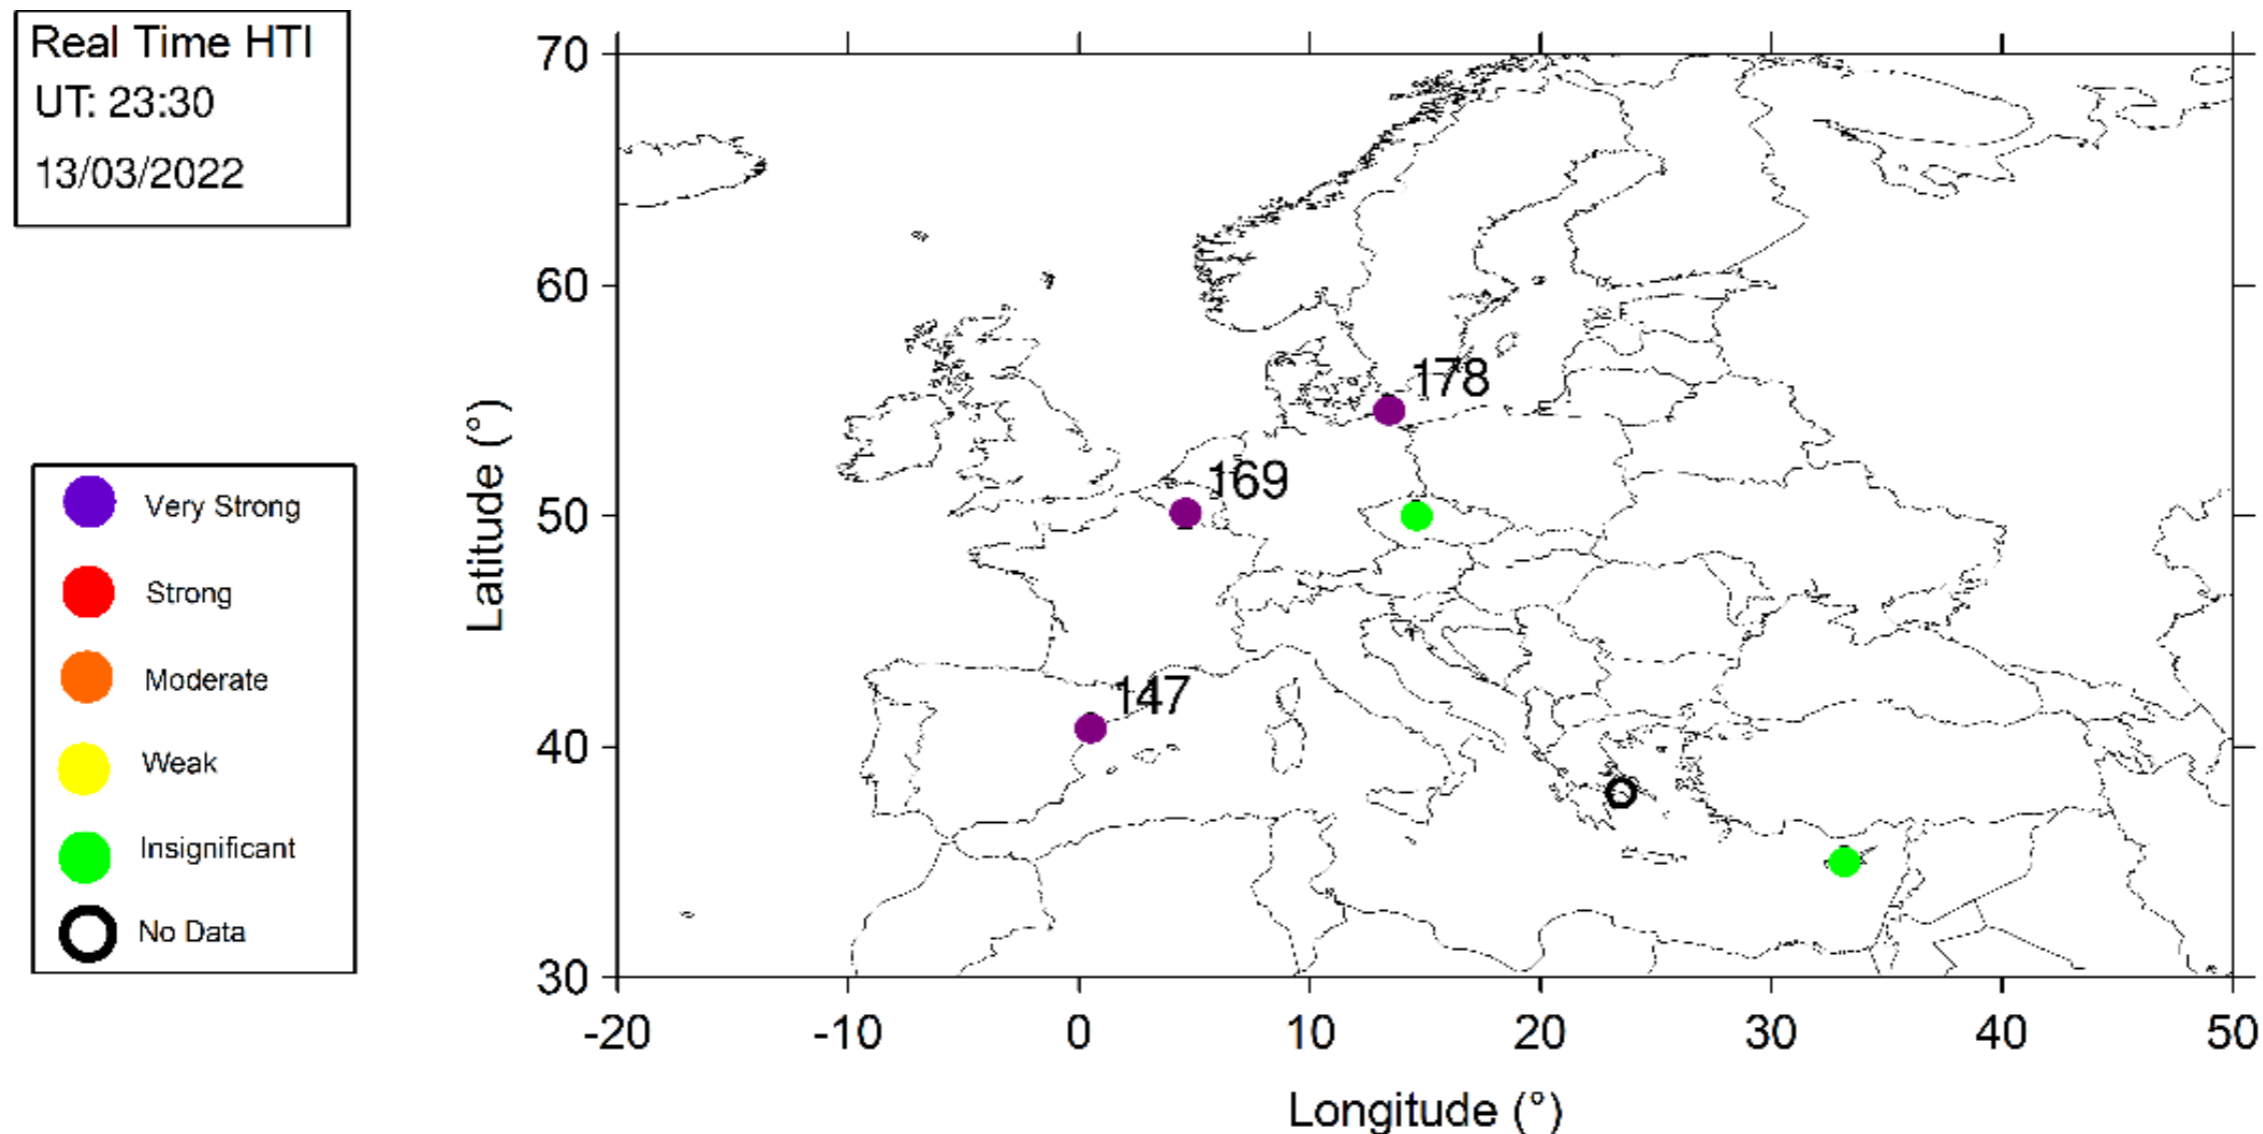 Real Time HTI
UT: 23:30
13/03/2022
Very Strong
Strong
Moderate
Weak
Insignificant
No Data
Latitude (°)
70
60
50
40
30
178
169
147
-20 -10 0 10 20 30 40 50
Longitude (°)